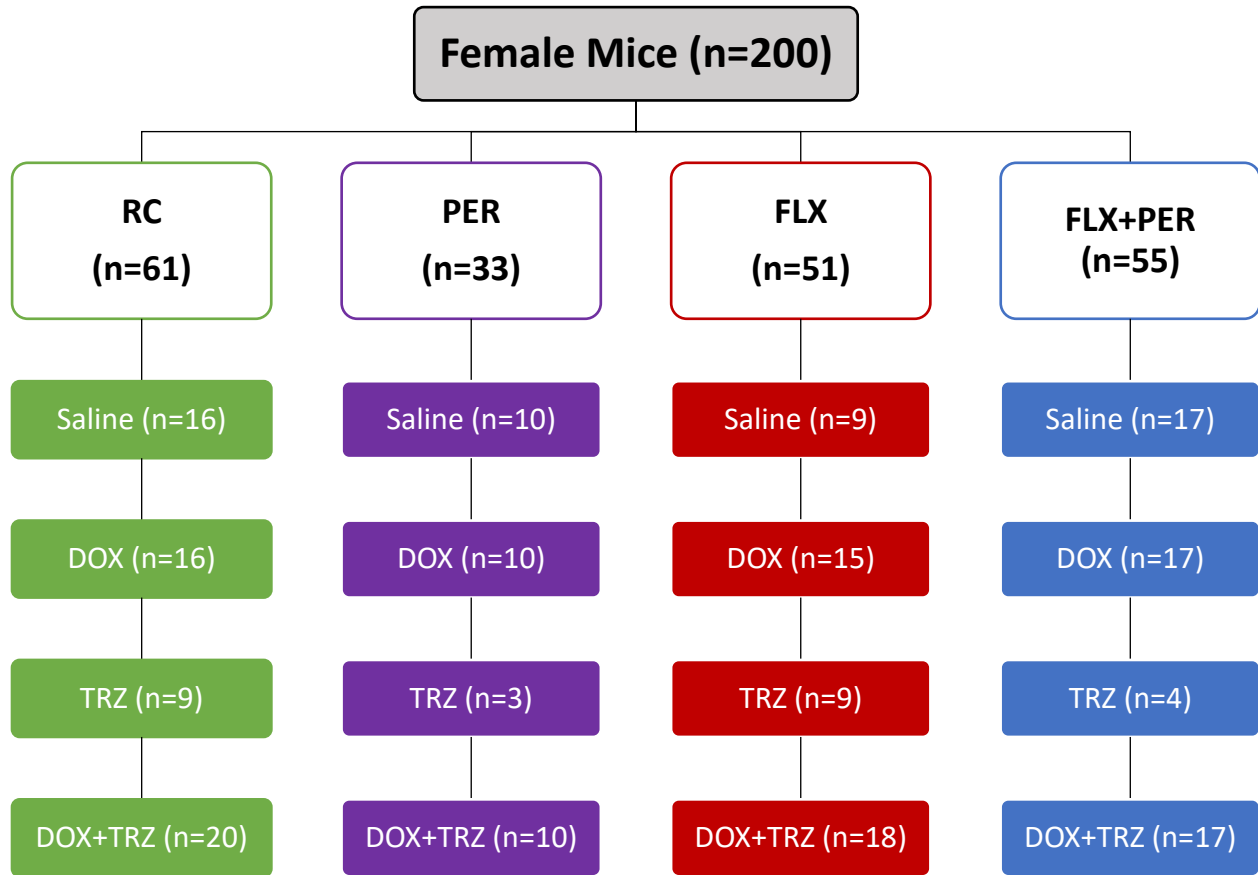 Female Mice (n=200)
RC
(n=61)
PER
(n=33)
FLX
(n=51)
FLX+PER
(n=55)
Saline (n=16)
Saline (n=10)
Saline (n=9)
Saline (n=17)
DOX (n=16)
DOX (n=10)
DOX (n=15)
DOX (n=17)
TRZ (n=9)
TRZ (n=3)
TRZ (n=9)
TRZ (n=4)
DOX+TRZ (n=20)
DOX+TRZ (n=10)
DOX+TRZ (n=18)
DOX+TRZ (n=17)